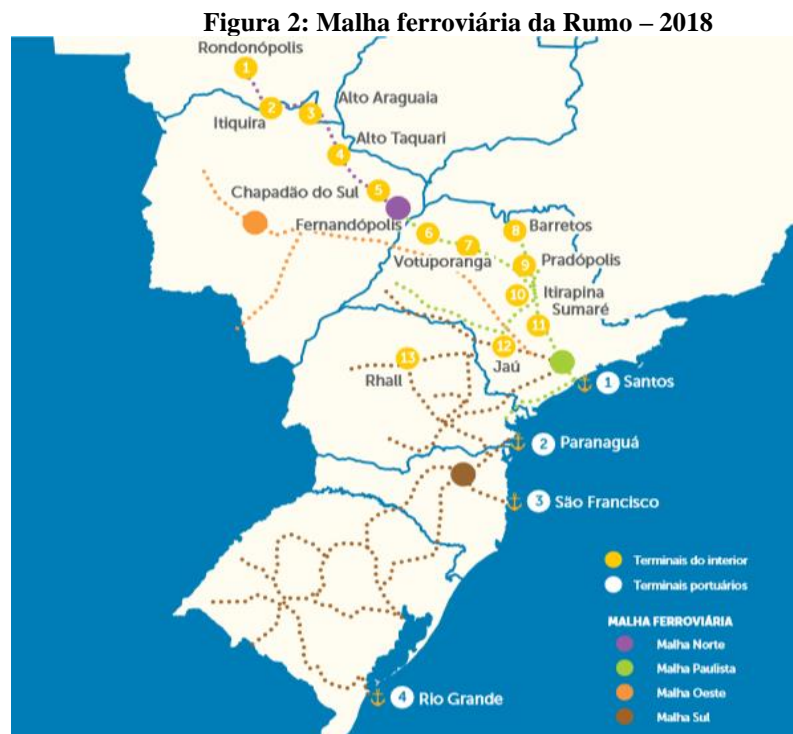 Figura 2: Malha ferroviária da Rumo – 2018
Rondonópolis
1
2
3
Alto Araguaia
Itiquira
4
Alto Taquari
5
Chapadão do Sul
Fernandópolis
6
7
Votuporanga
8
Barretos
9
Pradópolis
10
Itirapina
Sumaré
11
12
Jaú
13
Rhall
1 Santos
2 Paranaguá
3 São Francisco
4 Rio Grande
Terminais do interior
Terminais portuários
MALHA FERROVIÁRIA
Malha Norte
Malha Paulista
Malha Oeste
Malha Sul